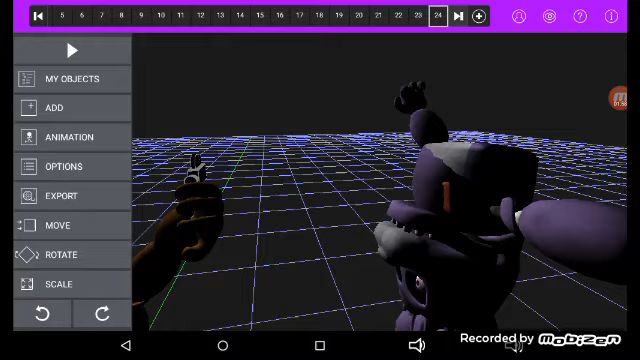 5 6 7 8 9 10 11 12 13 14 15 16 17 18 19 20 21 22 23 24
MY OBJECTS
ADD
ANIMATION
OPTIONS
EXPORT
MOVE
ROTATE
SCALE
Recorded by MOBIZEN